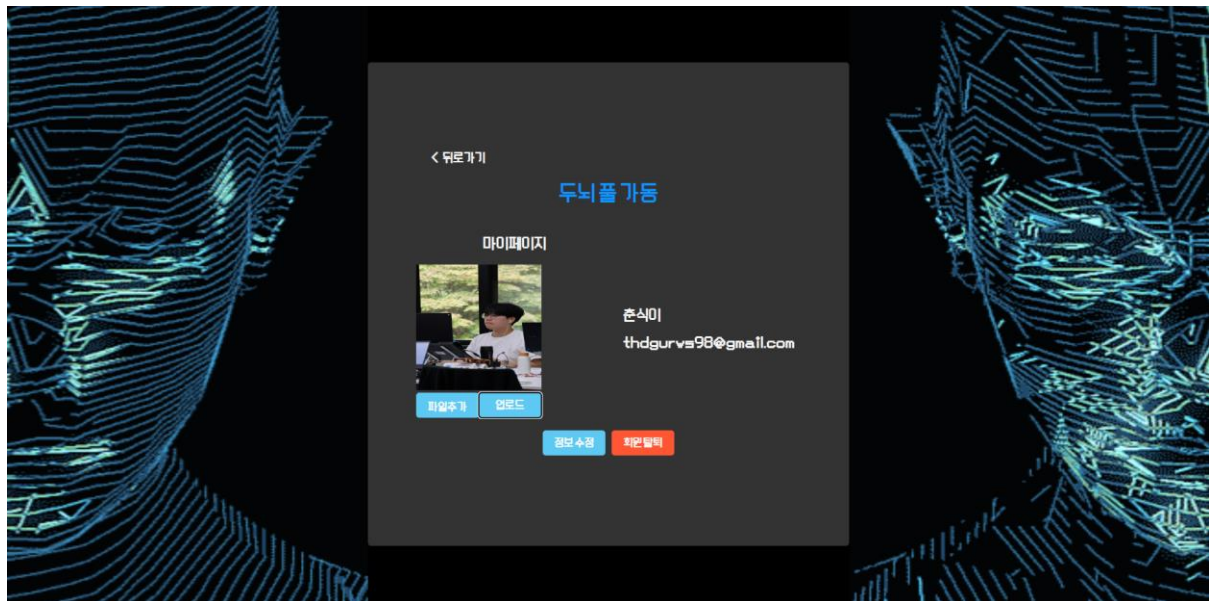 < 뒤로가기
두뇌 풀 가동
마이페이지
춘식이
thdgurvs98@gmail.com
파일추가 업로드
정보 수정 회원 탈퇴